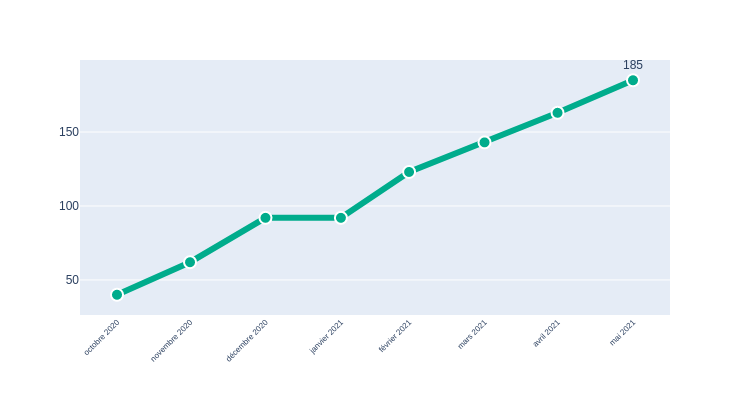 185
150
100
50
octobre 2020
novembre 2020
décembre 2020
janvier 2021
février 2021
mars 2021
avril 2021
mai 2021